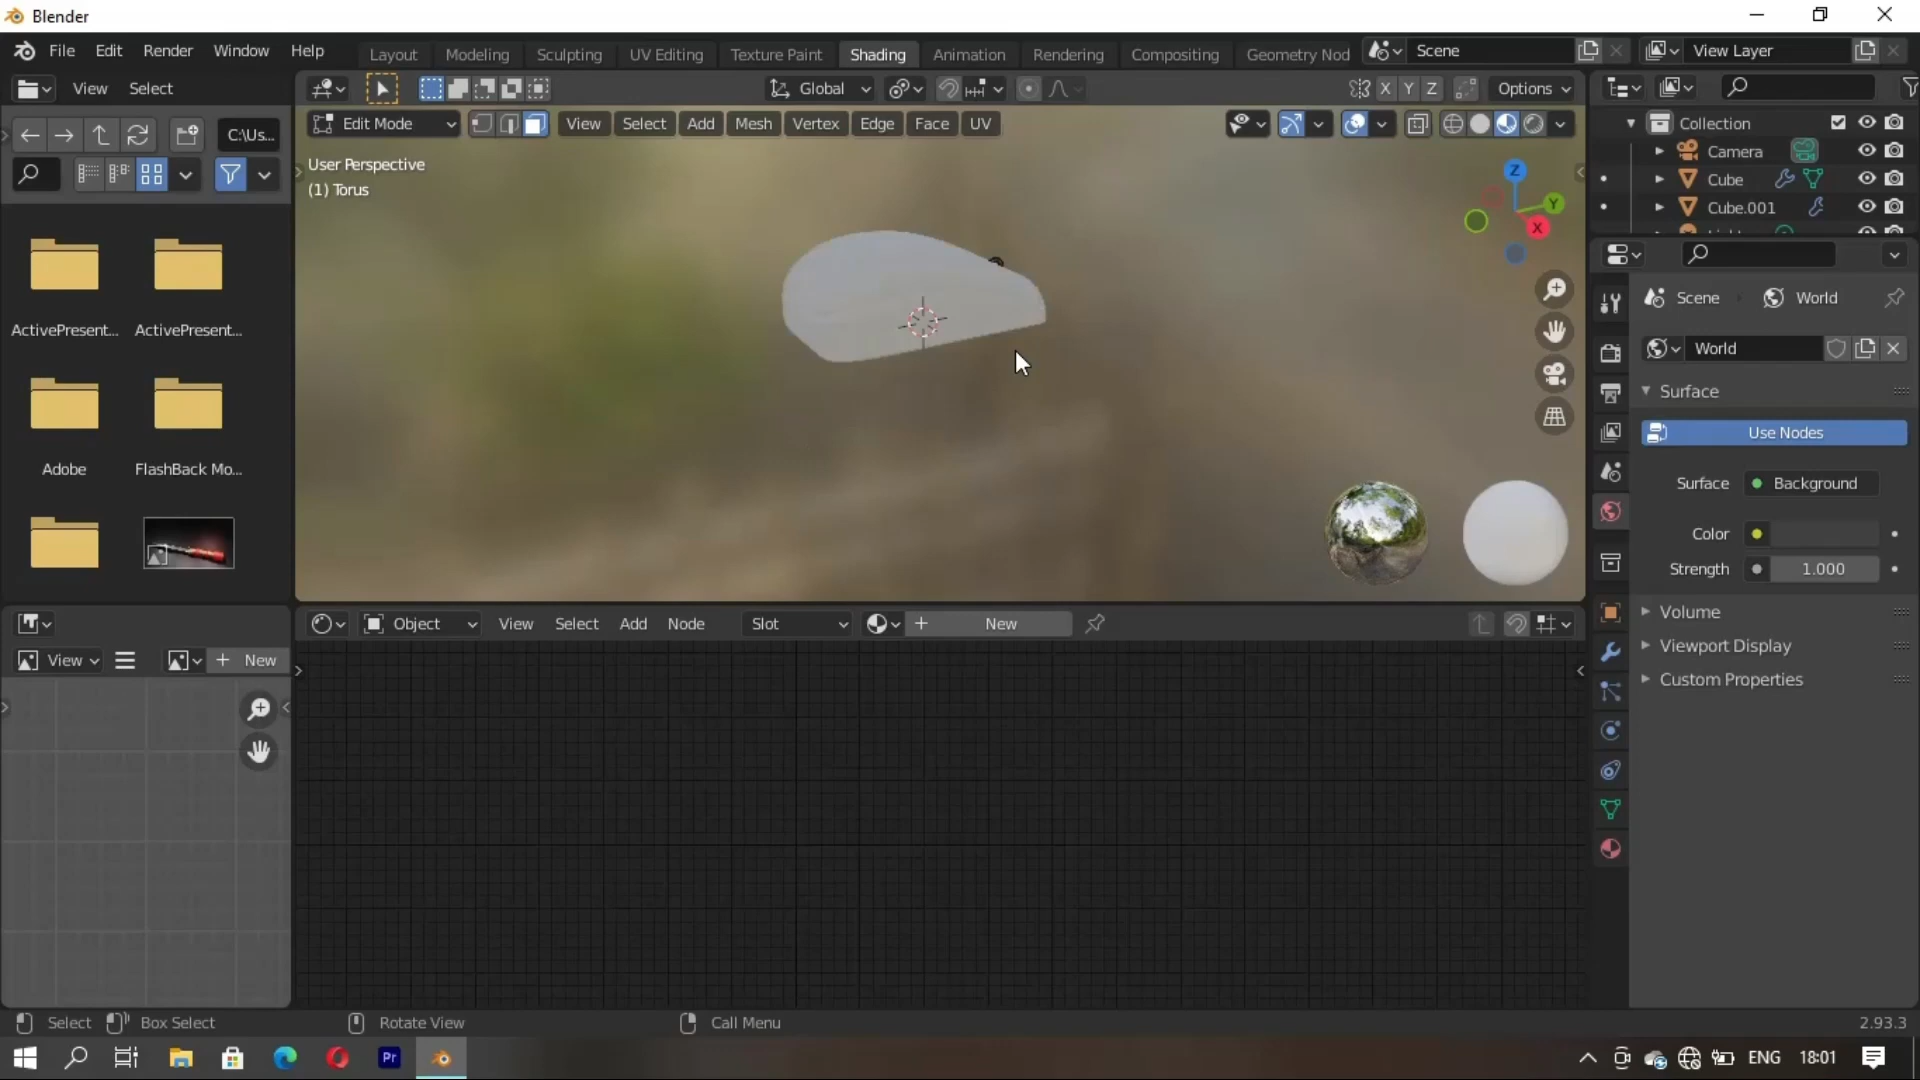 Blender
File Edit Render Window Help
Layout Modeling Sculpting UV Editing Texture Paint Shading Animation Rendering Compositing Geometry Nod
Scene
View Layer
View Select
Global
Options
C:\Us...
Edit Mode
View Select Add Mesh Vertex Edge Face UV
X Y Z
User Perspective
(1) Torus
Z
Y
X
ActivePresent... ActivePresent...
Adobe FlashBack Mo...
Collection
Camera
Cube
Cube.001
Scene World
World
Surface
Use Nodes
Surface Background
Color
Strength 1.000
Volume
Viewport Display
Custom Properties
View New
Object View Select Add Node Slot New
Select Box Select Rotate View Call Menu 2.93.3
Pr
ENG 18:01